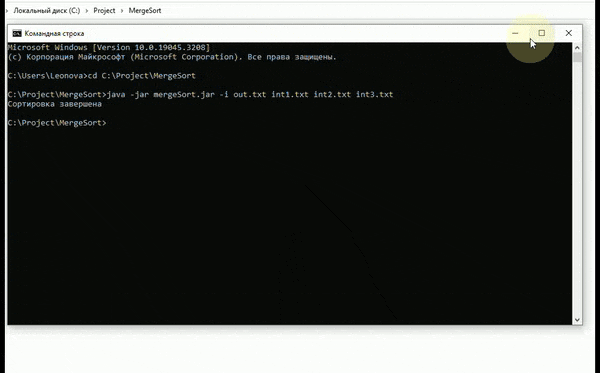 › Локальный диск (C:) › Project › MergeSort
Командная строка
Microsoft Windows [Version 10.0.19045.3208]
(c) Корпорация Майкрософт (Microsoft Corporation). Все права защищены.
C:\Users\Leonova>cd C:\Project\MergeSort
C:\Project\MergeSort>java -jar mergeSort.jar -i out.txt int1.txt int2.txt int3.txt
Сортировка завершена
C:\Project\MergeSort>